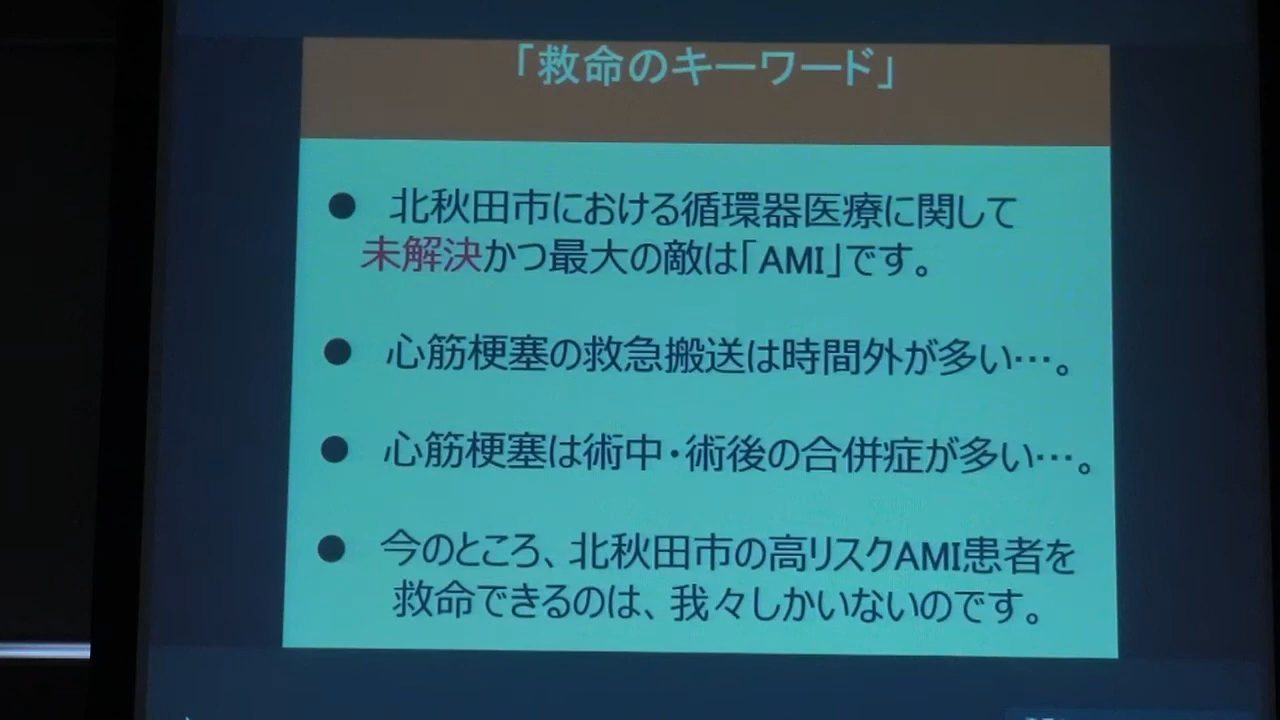 「救命のキーワード」
● 北秋田市における循環器医療に関して
未解決かつ最大の敵は「AMI」です。
● 心筋梗塞の救急搬送は時間外が多い…。
● 心筋梗塞は術中・術後の合併症が多い…。
● 今のところ、北秋田市の高リスクAMI患者を
救命できるのは、我々しかいないのです。